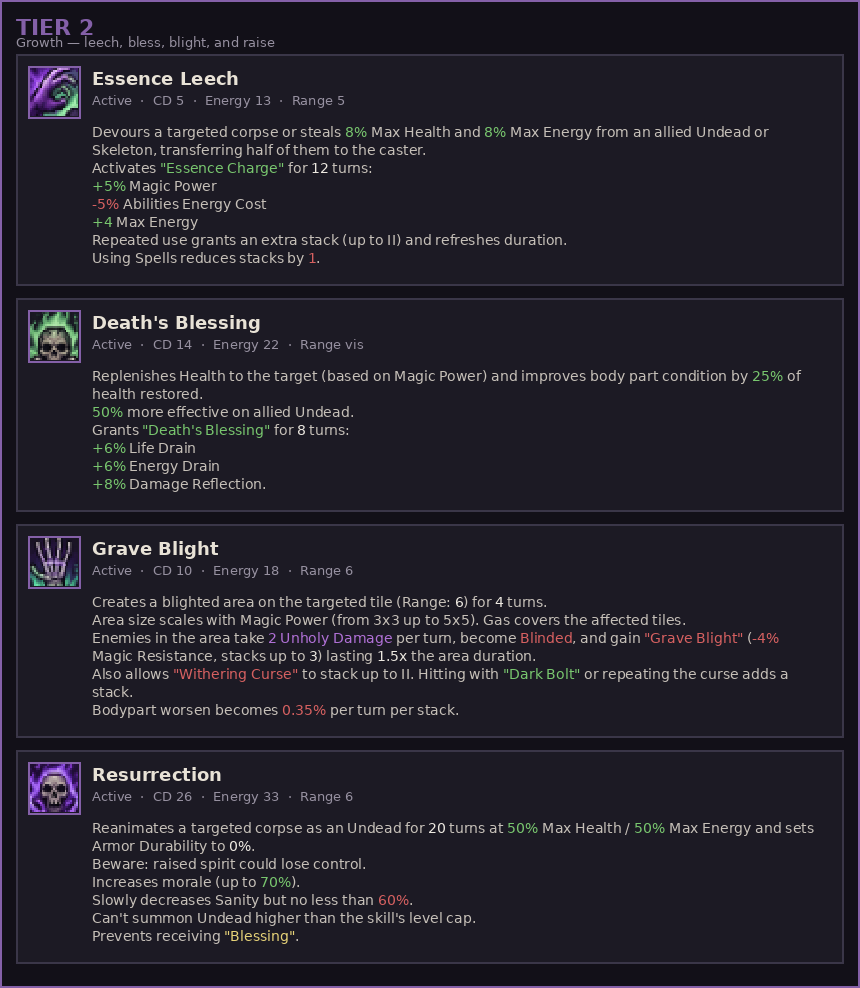 TIER 2
Growth — leech, bless, blight, and raise
Essence Leech
Active · CD 5 · Energy 13 · Range 5
Devours a targeted corpse or steals 8% Max Health and 8% Max Energy from an allied Undead or
Skeleton, transferring half of them to the caster.
Activates "Essence Charge" for 12 turns:
+5% Magic Power
-5% Abilities Energy Cost
+4 Max Energy
Repeated use grants an extra stack (up to II) and refreshes duration.
Using Spells reduces stacks by 1.
Death's Blessing
Active · CD 14 · Energy 22 · Range vis
Replenishes Health to the target (based on Magic Power) and improves body part condition by 25% of
health restored.
50% more effective on allied Undead.
Grants "Death's Blessing" for 8 turns:
+6% Life Drain
+6% Energy Drain
+8% Damage Reflection.
Grave Blight
Active · CD 10 · Energy 18 · Range 6
Creates a blighted area on the targeted tile (Range: 6) for 4 turns.
Area size scales with Magic Power (from 3x3 up to 5x5). Gas covers the affected tiles.
Enemies in the area take 2 Unholy Damage per turn, become Blinded, and gain "Grave Blight" (-4%
Magic Resistance, stacks up to 3) lasting 1.5x the area duration.
Also allows "Withering Curse" to stack up to II. Hitting with "Dark Bolt" or repeating the curse adds a
stack.
Bodypart worsen becomes 0.35% per turn per stack.
Resurrection
Active · CD 26 · Energy 33 · Range 6
Reanimates a targeted corpse as an Undead for 20 turns at 50% Max Health / 50% Max Energy and sets
Armor Durability to 0%.
Beware: raised spirit could lose control.
Increases morale (up to 70%).
Slowly decreases Sanity but no less than 60%.
Can't summon Undead higher than the skill's level cap.
Prevents receiving "Blessing".